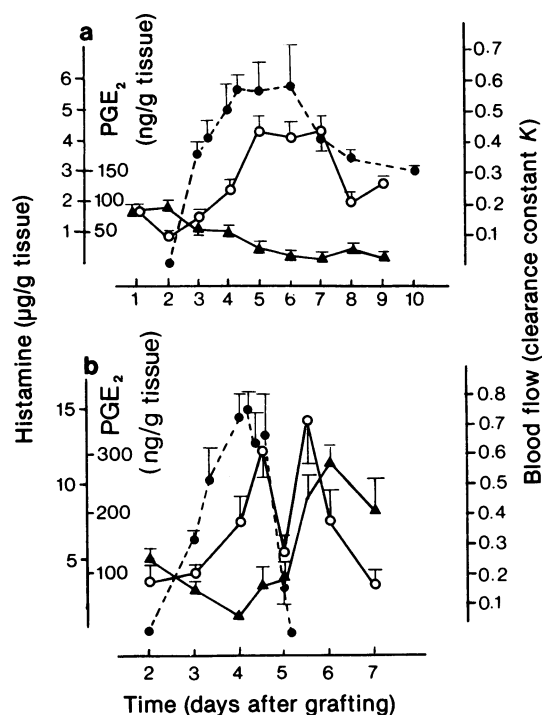 a
PGE2
(ng/g tissue)
6
5
4
3
2
1
150
100
50
0.7
0.6
0.5
0.4
0.3
0.2
0.1
1 2 3 4 5 6 7 8 9 10
Histamine (µg/g tissue)
Blood flow (clearance constant K)
b
PGE2
(ng/g tissue)
15
10
5
300
200
100
0.8
0.7
0.6
0.5
0.4
0.3
0.2
0.1
2 3 4 5 6 7
Time (days after grafting)